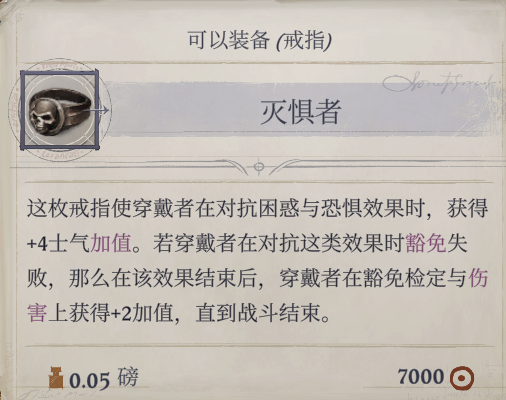 可以装备 (戒指)
灭惧者
这枚戒指使穿戴者在对抗困惑与恐惧效果时，获得
+4士气加值。若穿戴者在对抗这类效果时豁免失
败，那么在该效果结束后，穿戴者在豁免检定与伤
害上获得+2加值，直到战斗结束。
0.05 磅 7000